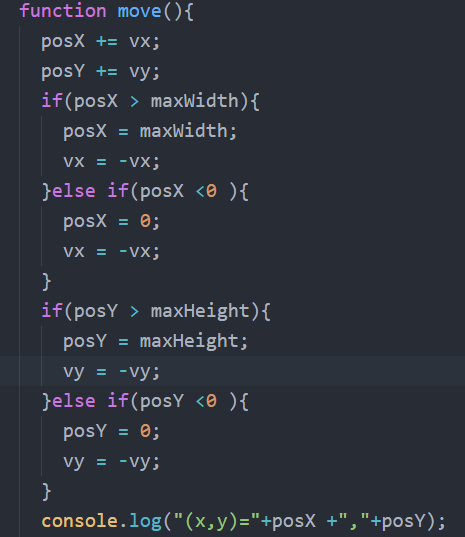 function move(){
posX += vx;
posY += vy;
if(posX > maxWidth){
posX = maxWidth;
vx = -vx;
}else if(posX <0 ){
posX = 0;
vx = -vx;
}
if(posY > maxHeight){
posY = maxHeight;
vy = -vy;
}else if(posY <0 ){
posY = 0;
vy = -vy;
}
console.log("(x,y)="+posX +","+posY);